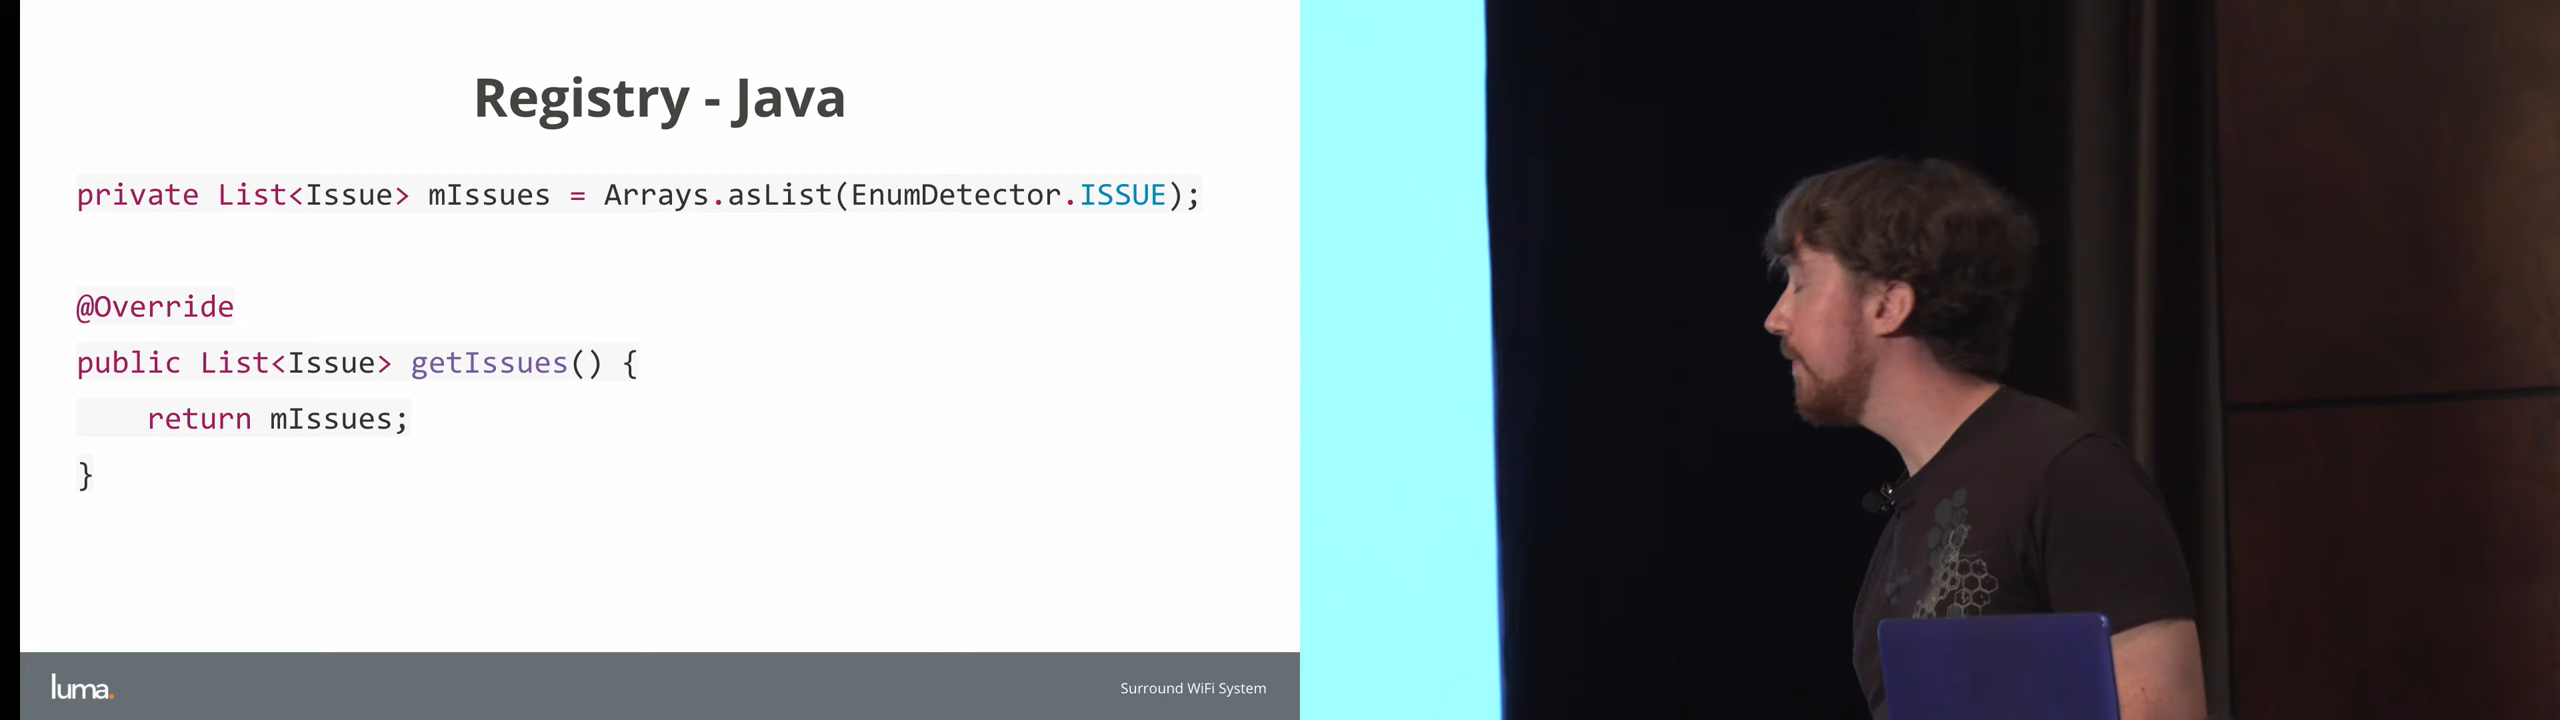 Registry - Java
private List<Issue> mIssues = Arrays.asList(EnumDetector.ISSUE);
@Override
public List<Issue> getIssues() {
    return mIssues;
}
luma.
Surround WiFi System